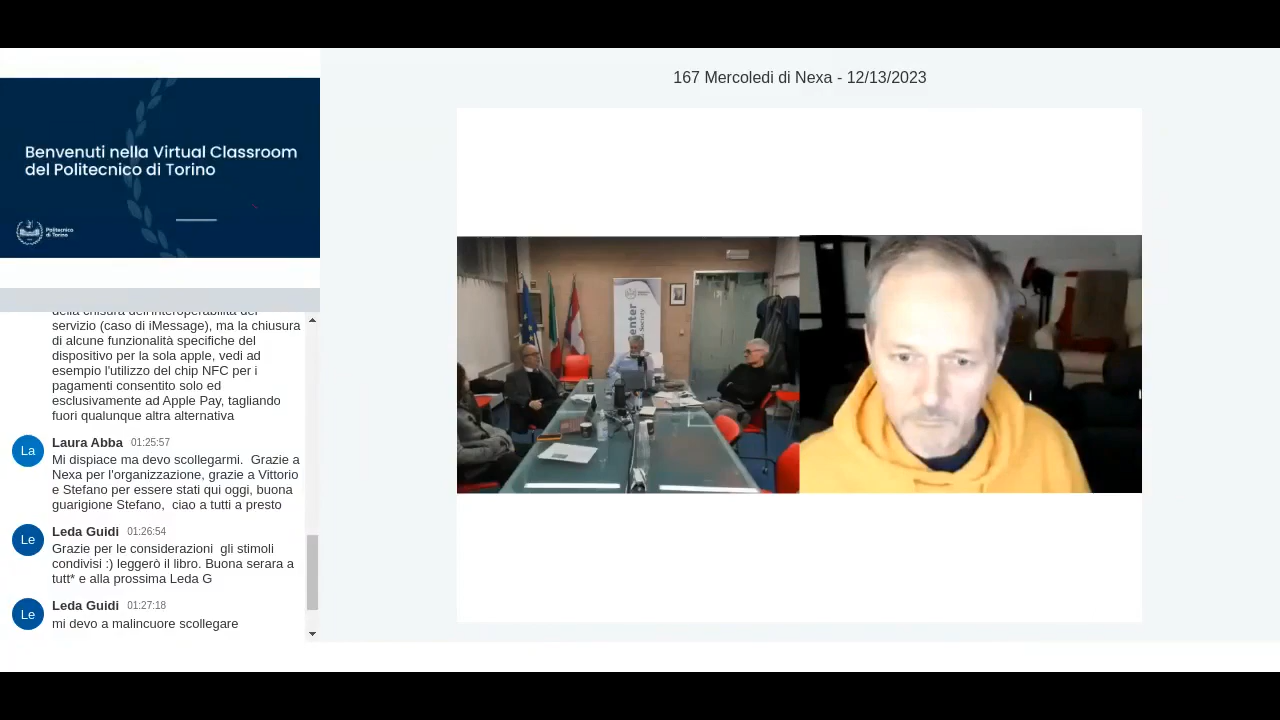 167 Mercoledì di Nexa - 12/13/2023
Benvenuti nella Virtual Classroom
del Politecnico di Torino
Politecnico
di Torino
della chisura dell'interoperabilità del
servizio (caso di iMessage), ma la chiusura
di alcune funzionalità specifiche del
dispositivo per la sola apple, vedi ad
esempio l'utilizzo del chip NFC per i
pagamenti consentito solo ed
esclusivamente ad Apple Pay, tagliando
fuori qualunque altra alternativa
La
Laura Abba 01:25:57
Mi dispiace ma devo scollegarmi. Grazie a
Nexa per l'organizzazione, grazie a Vittorio
e Stefano per essere stati qui oggi, buona
guarigione Stefano, ciao a tutti a presto
Le
Leda Guidi 01:26:54
Grazie per le considerazioni gli stimoli
condivisi :) leggerò il libro. Buona serara a
tutt* e alla prossima Leda G
Le
Leda Guidi 01:27:18
mi devo a malincuore scollegare
enter
Society